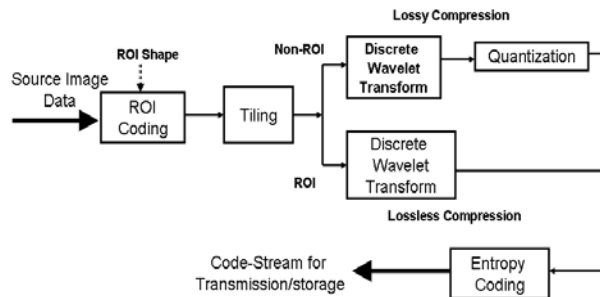 Lossy Compression
ROI Shape
Non-ROI
Discrete
Wavelet
Transform
Quantization
Source Image
Data
ROI
Coding
Tiling
Discrete
Wavelet
Transform
ROI
Lossless Compression
Code-Stream for
Transmission/storage
Entropy
Coding